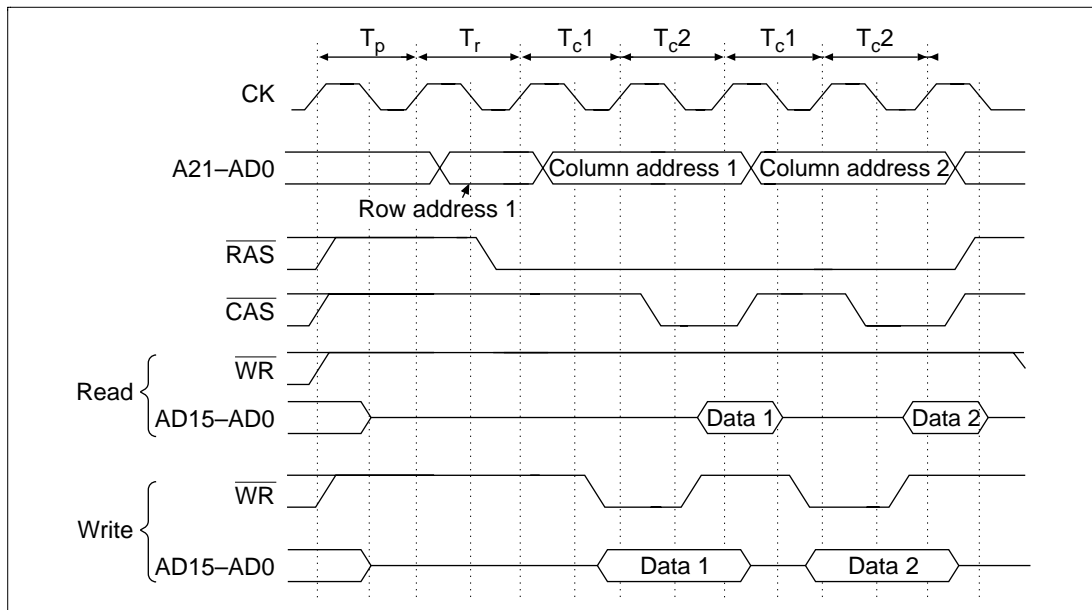 Tp Tr Tc1 Tc2 Tc1 Tc2
CK
A21–AD0 Column address 1 Column address 2
Row address 1
RAS
CAS
WR
Read
AD15–AD0 Data 1 Data 2
WR
Write
AD15–AD0 Data 1 Data 2